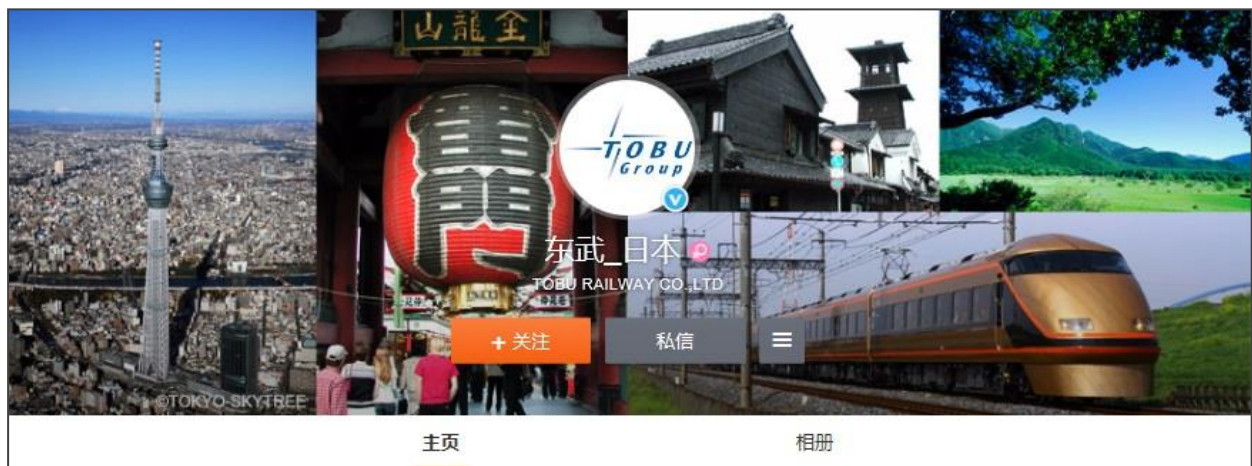 山龍金
TOBU
Group
V
东武_日本
TOBU RAILWAY CO.,LTD
+ 关注
私信
©TOKYO-SKYTREE
主页
相册